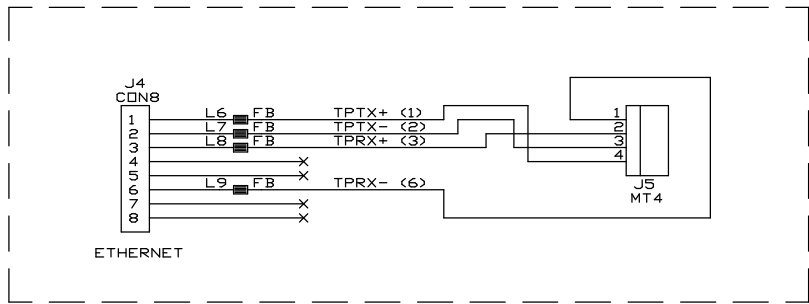 J4
CON8
1 L6 FB TPTX+ (1)
2 L7 FB TPTX- (2)
3 L8 FB TPRX+ (3)
4
5
6 L9 FB TPRX- (6)
7
8
ETHERNET
1
2
3
4
J5
MT4